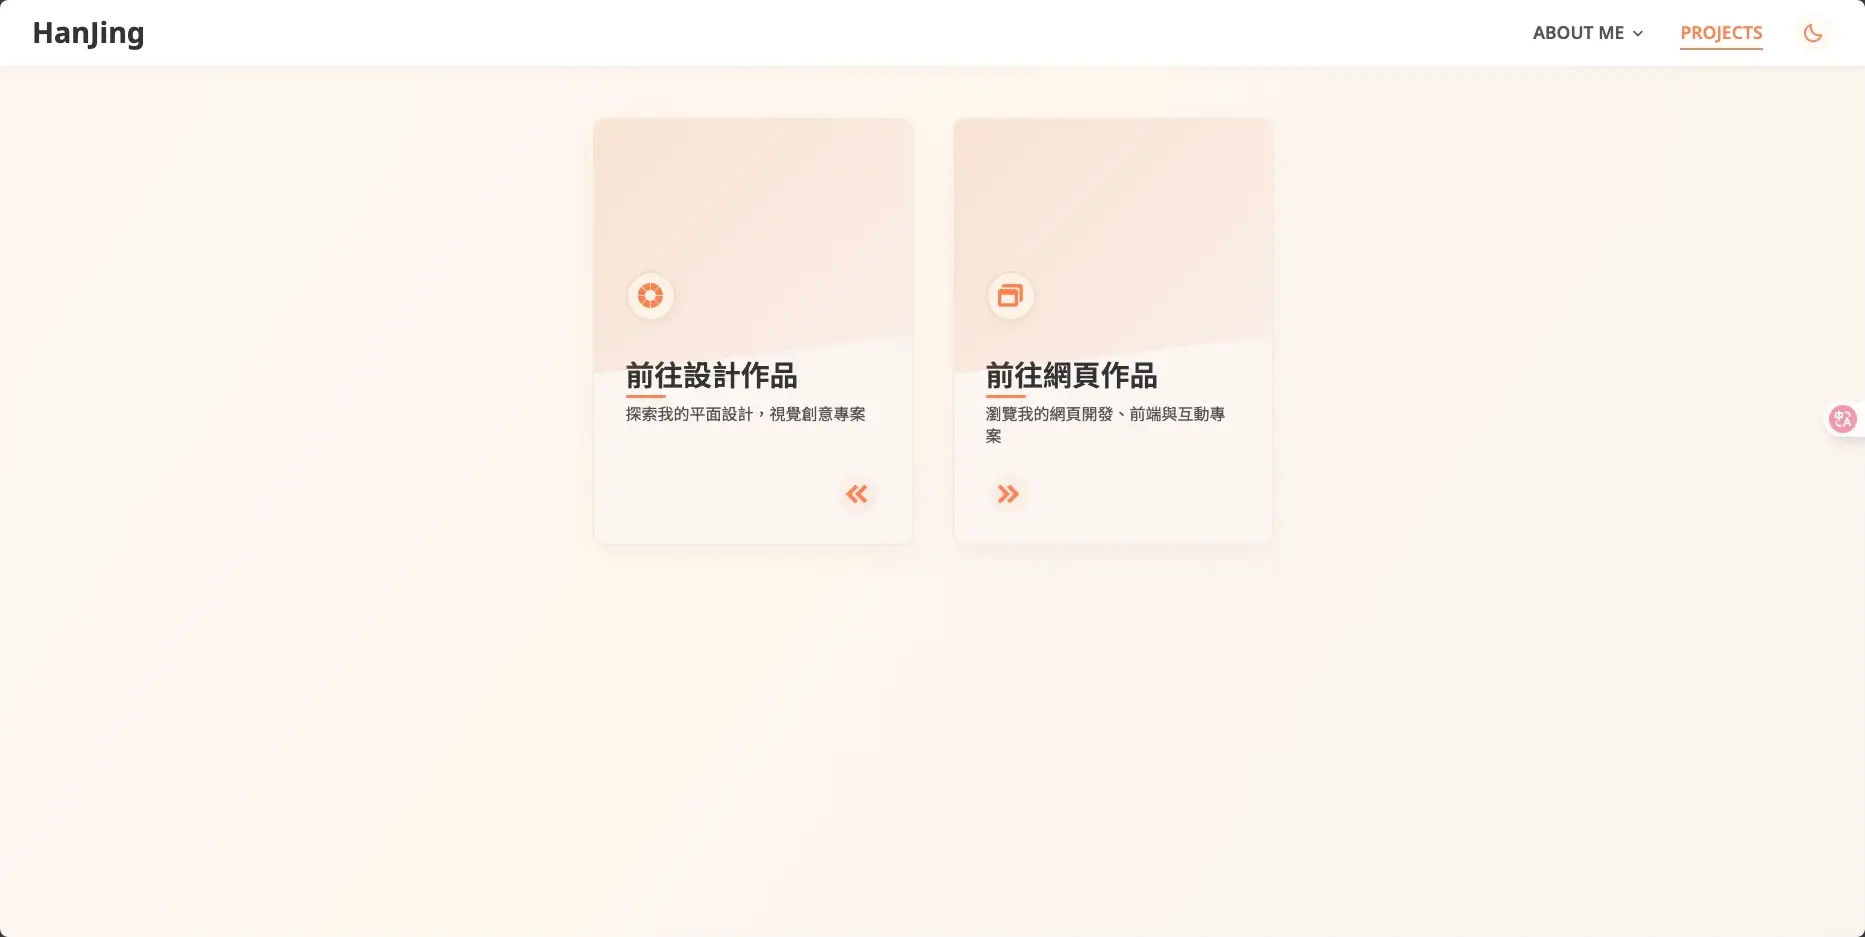 HanJing
ABOUT ME
PROJECTS
前往設計作品
探索我的平面設計，視覺創意專案
前往網頁作品
瀏覽我的網頁開發、前端與互動專
案